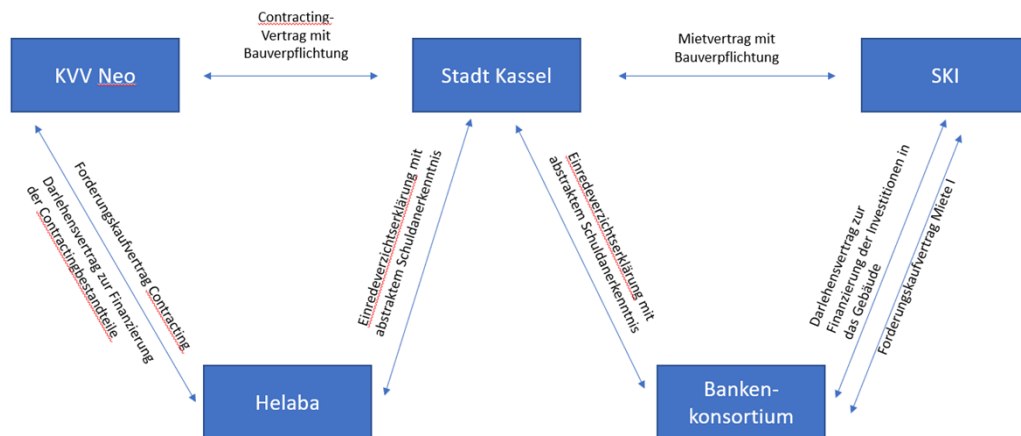 Contracting-
Vertrag mit
Bauverpflichtung
Mietvertrag mit
Bauverpflichtung
KVV Neo
Stadt Kassel
SKI
Forderungskaufvertrag Contracting
Darlehensvertrag zur Finanzierung
der Contractingbestandteile
Einredeverzichtserklärung mit
abstraktem Schuldanerkenntnis
Einredeverzichtserklärung mit
abstraktem Schuldanerkenntnis
Darlehensvertrag zur
Finanzierung der Investitionen in
das Gebäude
Forderungskaufvertrag Miete I
Helaba
Banken-
konsortium